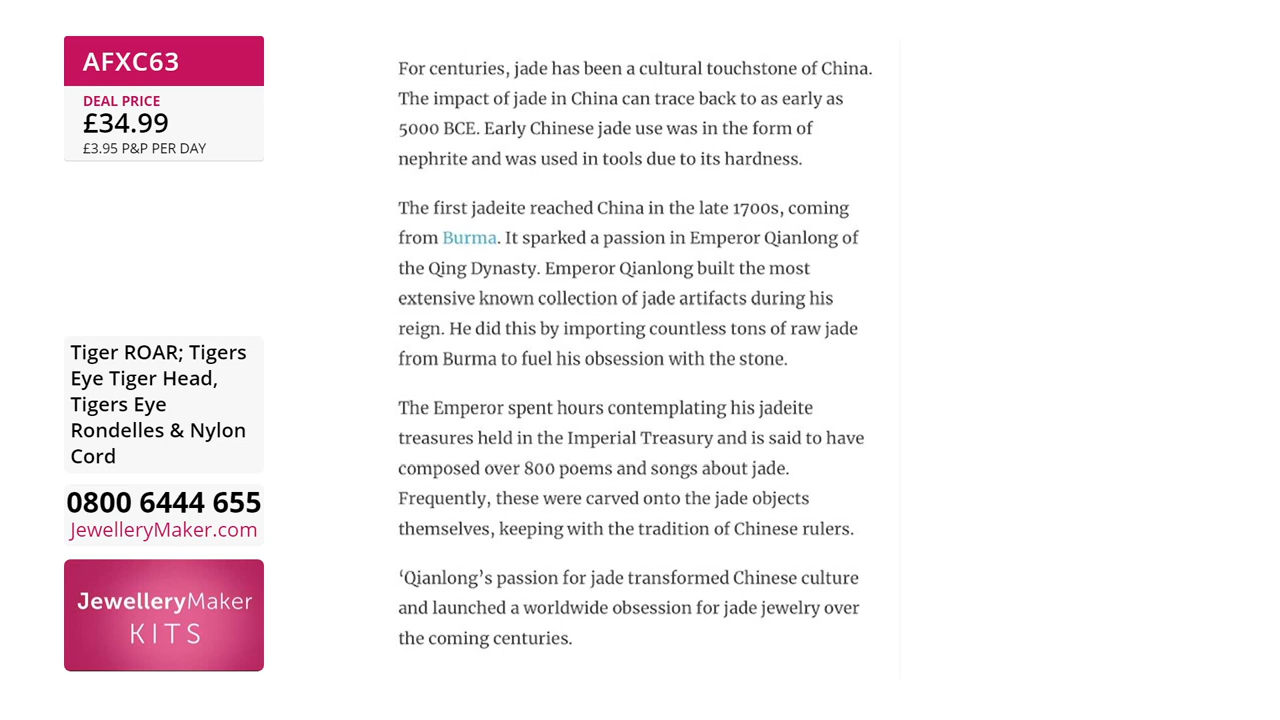 AFXC63
DEAL PRICE
£34.99
£3.95 P&P PER DAY
Tiger ROAR; Tigers
Eye Tiger Head,
Tigers Eye
Rondelles & Nylon
Cord
0800 6444 655
JewelleryMaker.com
JewelleryMaker
KITS
For centuries, jade has been a cultural touchstone of China.
The impact of jade in China can trace back to as early as
5000 BCE. Early Chinese jade use was in the form of
nephrite and was used in tools due to its hardness.
The first jadeite reached China in the late 1700s, coming
from Burma. It sparked a passion in Emperor Qianlong of
the Qing Dynasty. Emperor Qianlong built the most
extensive known collection of jade artifacts during his
reign. He did this by importing countless tons of raw jade
from Burma to fuel his obsession with the stone.
The Emperor spent hours contemplating his jadeite
treasures held in the Imperial Treasury and is said to have
composed over 800 poems and songs about jade.
Frequently, these were carved onto the jade objects
themselves, keeping with the tradition of Chinese rulers.
‘Qianlong’s passion for jade transformed Chinese culture
and launched a worldwide obsession for jade jewelry over
the coming centuries.